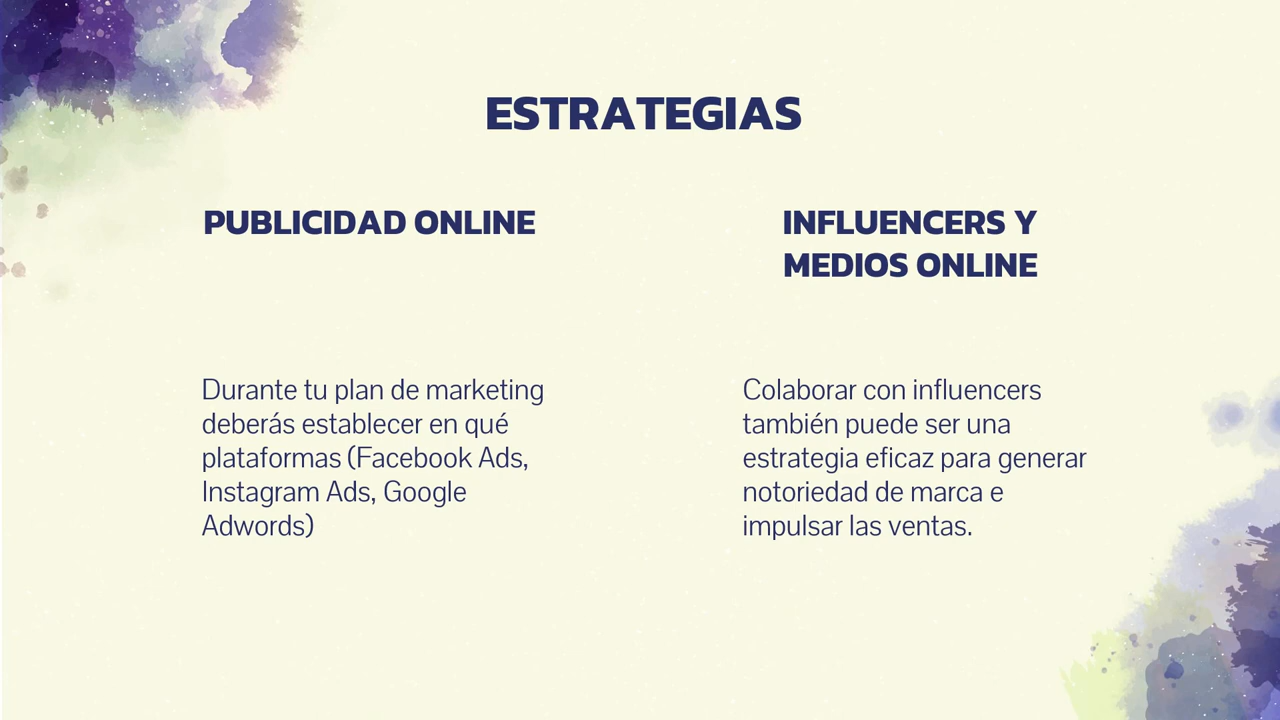 ESTRATEGIAS
PUBLICIDAD ONLINE
Durante tu plan de marketing
deberás establecer en qué
plataformas (Facebook Ads,
Instagram Ads, Google
Adwords)
INFLUENCERS Y
MEDIOS ONLINE
Colaborar con influencers
también puede ser una
estrategia eficaz para generar
notoriedad de marca e
impulsar las ventas.